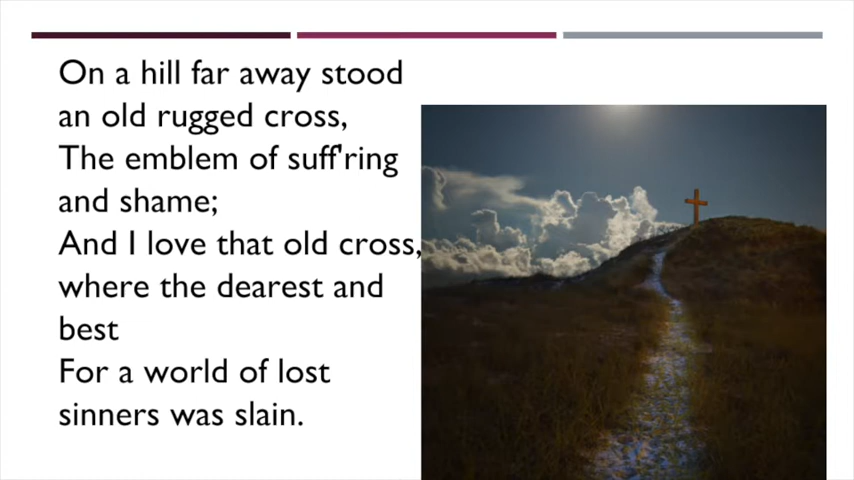 On a hill far away stood
an old rugged cross,
The emblem of suff'ring
and shame;
And I love that old cross,
where the dearest and
best
For a world of lost
sinners was slain.